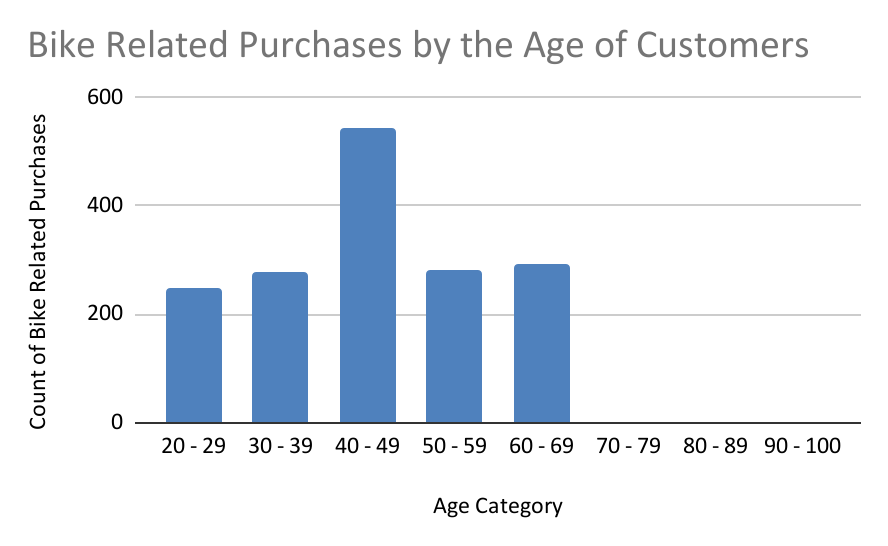 Bike Related Purchases by the Age of Customers
Count of Bike Related Purchases
600
400
200
0
20 - 29 30 - 39 40 - 49 50 - 59 60 - 69 70 - 79 80 - 89 90 - 100
Age Category